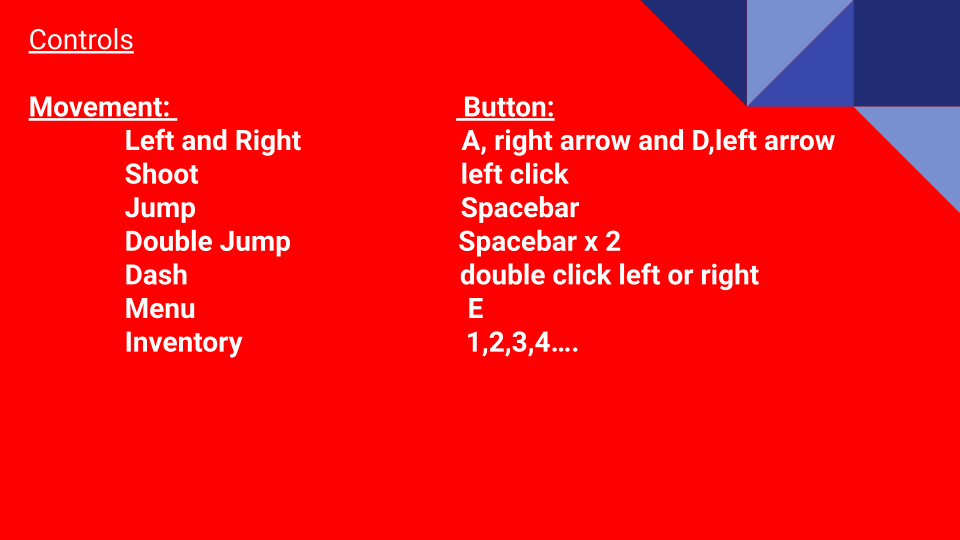 Controls
Movement: Button:
Left and Right A, right arrow and D,left arrow
Shoot left click
Jump Spacebar
Double Jump Spacebar x 2
Dash double click left or right
Menu E
Inventory 1,2,3,4....